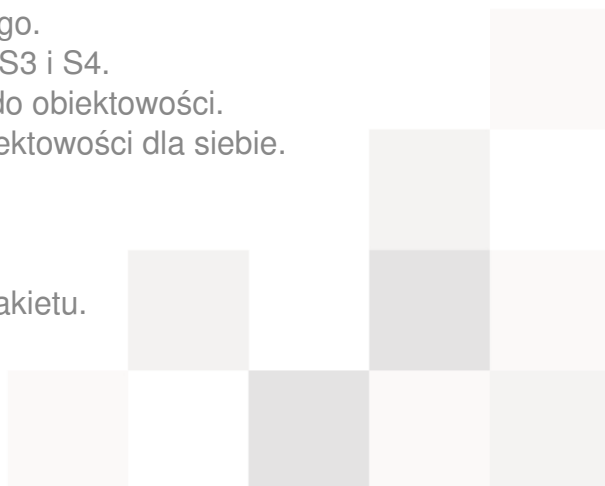 go.
S3 i S4.
do obiektowości.
ektowości dla siebie.
akietu.